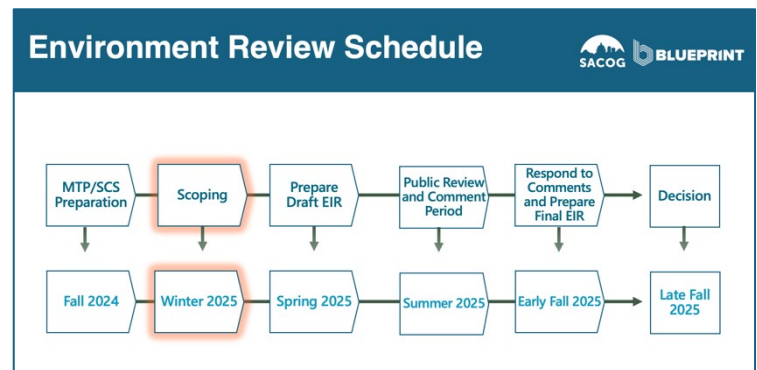 Environment Review Schedule
SACOG
BLUEPRINT
MTP/SCS
Preparation
Scoping
Prepare
Draft EIR
Public Review
and Comment
Period
Respond to
Comments
and Prepare
Final EIR
Decision
Fall 2024
Winter 2025
Spring 2025
Summer 2025
Early Fall 2025
Late Fall
2025